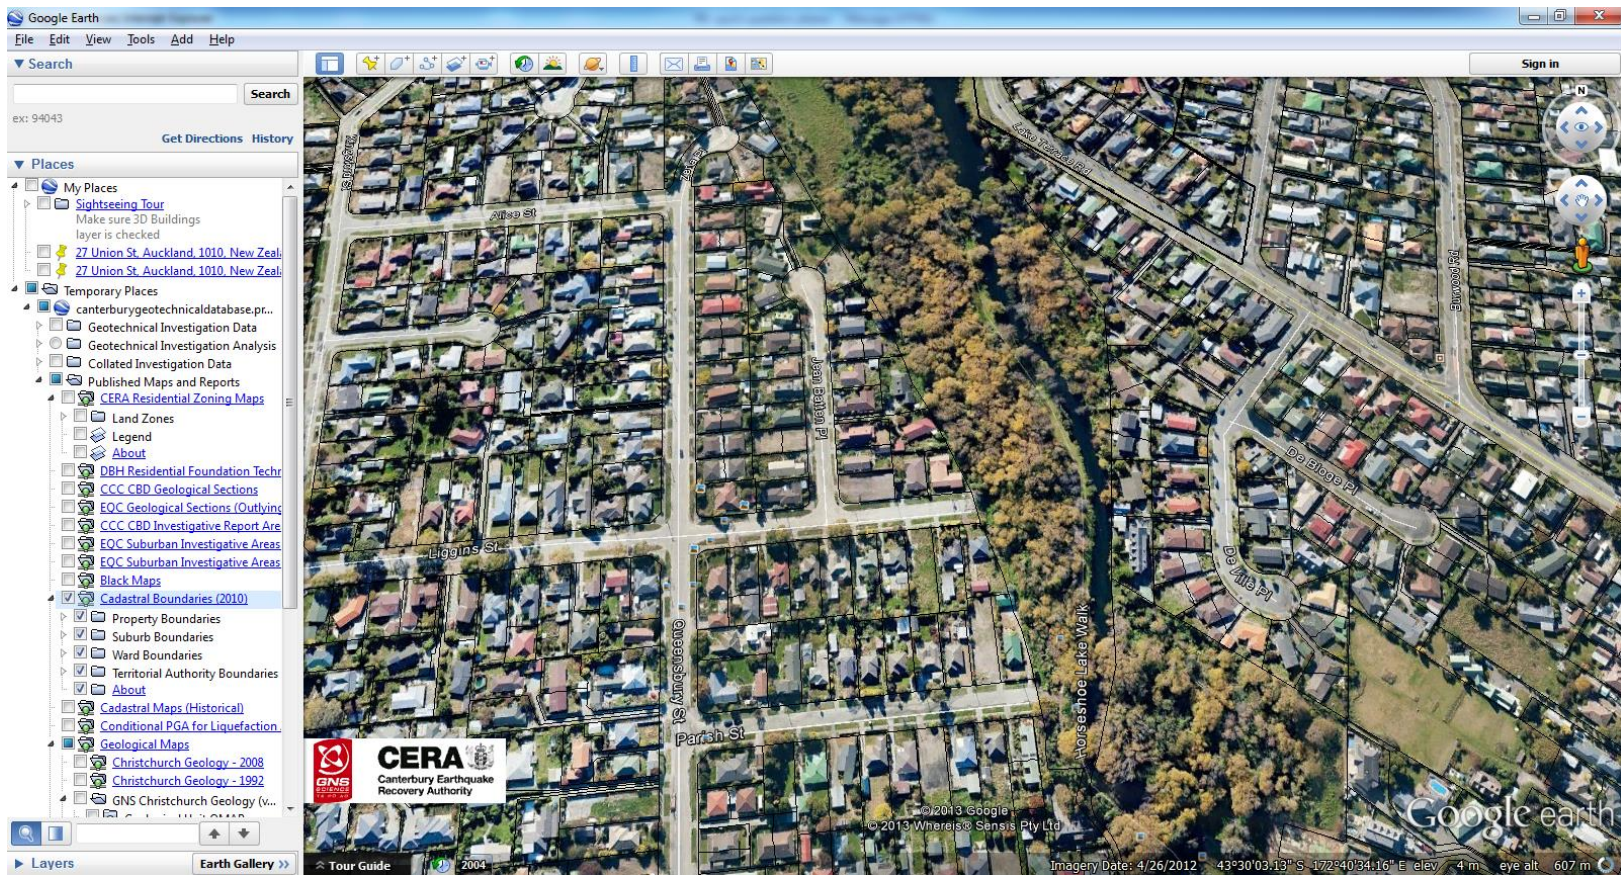 Google Earth
File Edit View Tools Add Help
▼ Search
Search
ex: 94043
Get Directions History
▼ Places
My Places
Sightseeing Tour
Make sure 3D Buildings
layer is checked
27 Union St, Auckland, 1010, New Zeal
27 Union St, Auckland, 1010, New Zeal
Temporary Places
canterburygeotechnicaldatabase.pr...
Geotechnical Investigation Data
Geotechnical Investigation Analysis
Collated Investigation Data
Published Maps and Reports
CERA Residential Zoning Maps
Land Zones
Legend
About
DBH Residential Foundation Techr
CCC CBD Geological Sections
EQC Geological Sections (Outlying
CCC CBD Investigative Report Are
EQC Suburban Investigative Areas
EQC Suburban Investigative Areas
Black Maps
Cadastral Boundaries (2010)
Property Boundaries
Suburb Boundaries
Ward Boundaries
Territorial Authority Boundaries
About
Cadastral Maps (Historical)
Conditional PGA for Liquefaction
Geological Maps
Christchurch Geology - 2008
Christchurch Geology - 1992
GNS Christchurch Geology (v...
Layers
Earth Gallery >>
Sign in
N
Lake Terrace Rd
Alice St
Burwood Rd
Jean Batten Pl
De Bloge Pl
Liggins St
De Ville Pl
Queensbury St
Horseshoe Lake Walk
Parish St
GNS
SCIENCE
CERA
Canterbury Earthquake
Recovery Authority
© 2013 Google
© 2013 Whereis® Sensis Pty Ltd
Google earth
Tour Guide
2004
Imagery Date: 4/26/2012 43°30'03.13" S 172°40'34.16" E elev 4 m eye alt 607 m